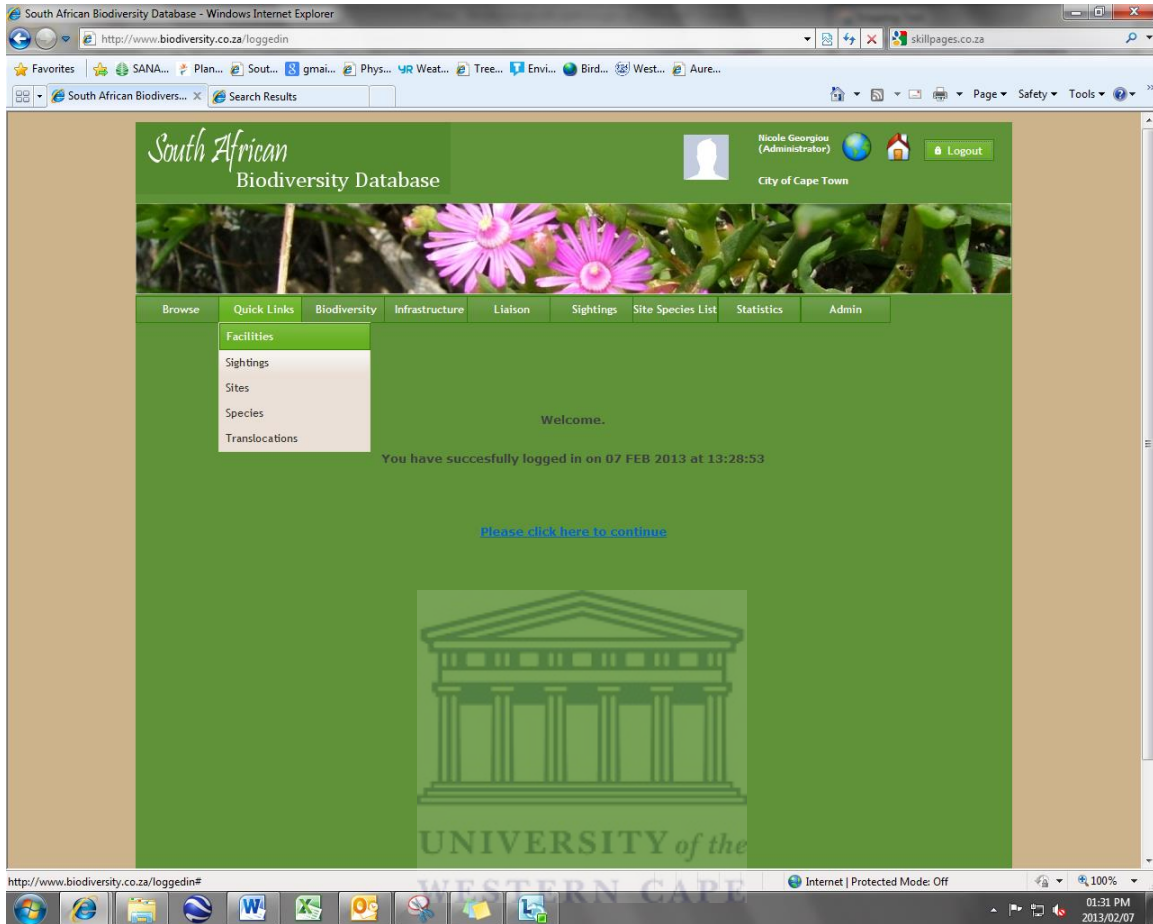 South African Biodiversity Database - Windows Internet Explorer
http://www.biodiversity.co.za/loggedin
skillpages.co.za
Favorites
SANA...
Plan...
Sout...
gmai...
Phys...
Weat...
Tree...
Envi...
Bird...
West...
Aure...
South African Biodivers...
Search Results
Page
Safety
Tools
South African
Biodiversity Database
Nicole Georgiou
(Administrator)
City of Cape Town
Logout
Browse
Quick Links
Biodiversity
Infrastructure
Liaison
Sightings
Site Species List
Statistics
Admin
Facilities
Sightings
Sites
Species
Translocations
Welcome.
You have succesfully logged in on 07 FEB 2013 at 13:28:53
Please click here to continue
UNIVERSITY of the
WESTERN CAPE
http://www.biodiversity.co.za/loggedin#
Internet | Protected Mode: Off
100%
01:31 PM
2013/02/07